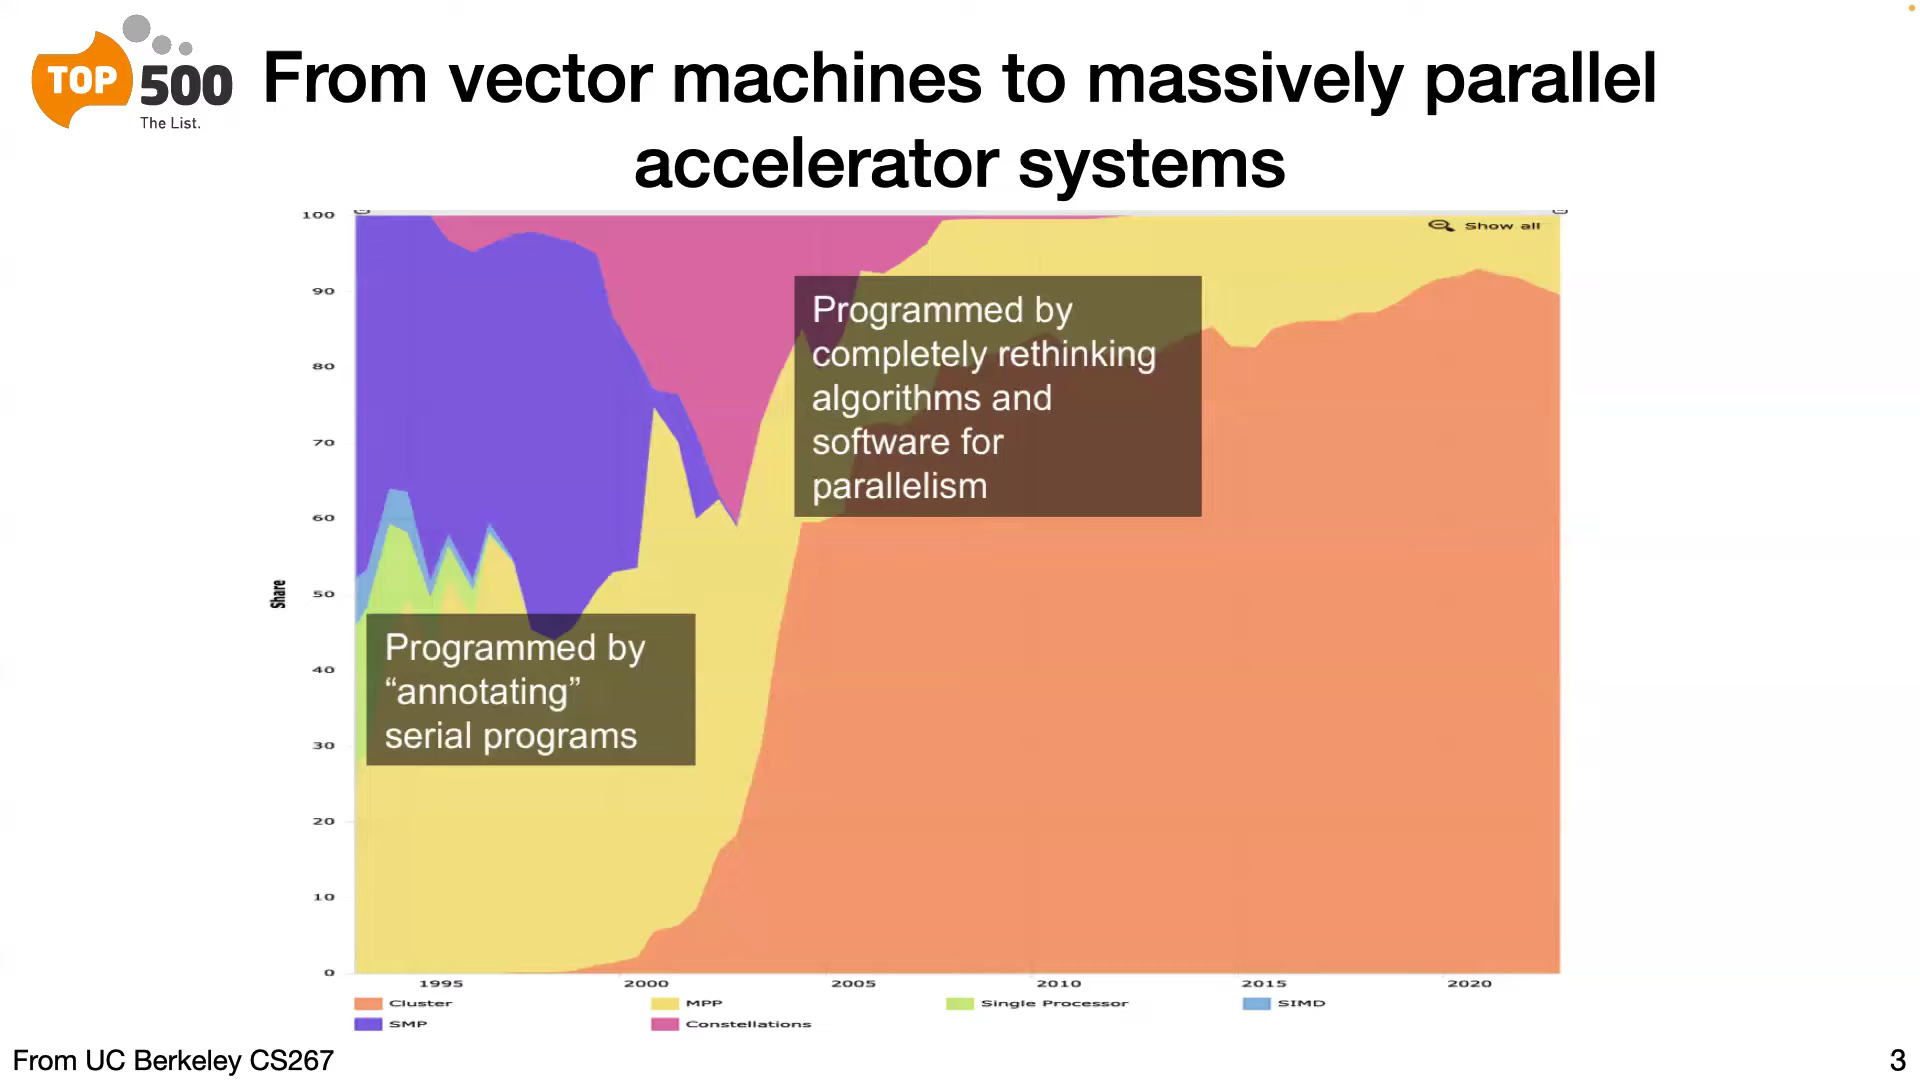 TOP
500
The List.
From vector machines to massively parallel
accelerator systems
Show all
100
90
80
70
60
50
40
30
20
10
0
Share
Programmed by
completely rethinking
algorithms and
software for
parallelism
Programmed by
“annotating”
serial programs
1995 2000 2005 2010 2015 2020
Cluster MPP Single Processor SIMD
SMP Constellations
From UC Berkeley CS267
3